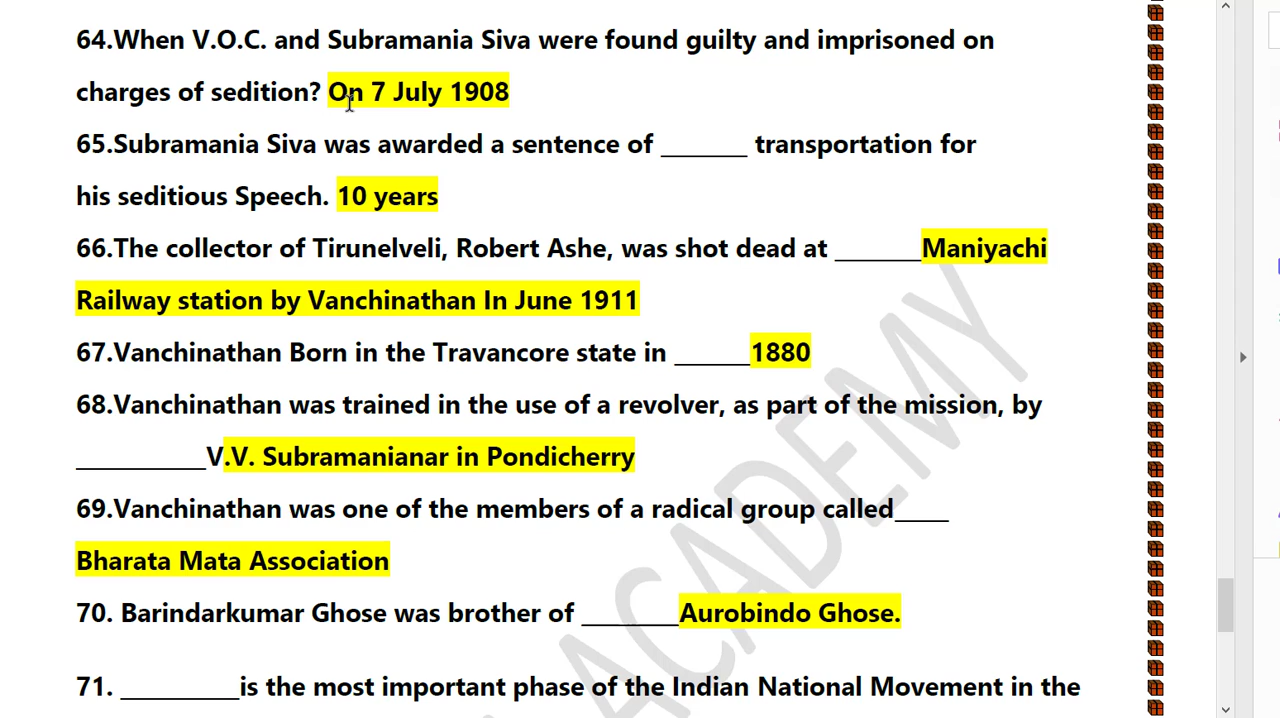 64.When V.O.C. and Subramania Siva were found guilty and imprisoned on
charges of sedition? On 7 July 1908
65.Subramania Siva was awarded a sentence of _______ transportation for
his seditious Speech. 10 years
66.The collector of Tirunelveli, Robert Ashe, was shot dead at _______Maniyachi
Railway station by Vanchinathan In June 1911
67.Vanchinathan Born in the Travancore state in ______1880
68.Vanchinathan was trained in the use of a revolver, as part of the mission, by
___________V.V. Subramanianar in Pondicherry
69.Vanchinathan was one of the members of a radical group called____
Bharata Mata Association
70. Barindarkumar Ghose was brother of ________Aurobindo Ghose.
71. __________is the most important phase of the Indian National Movement in the
ACADEMY